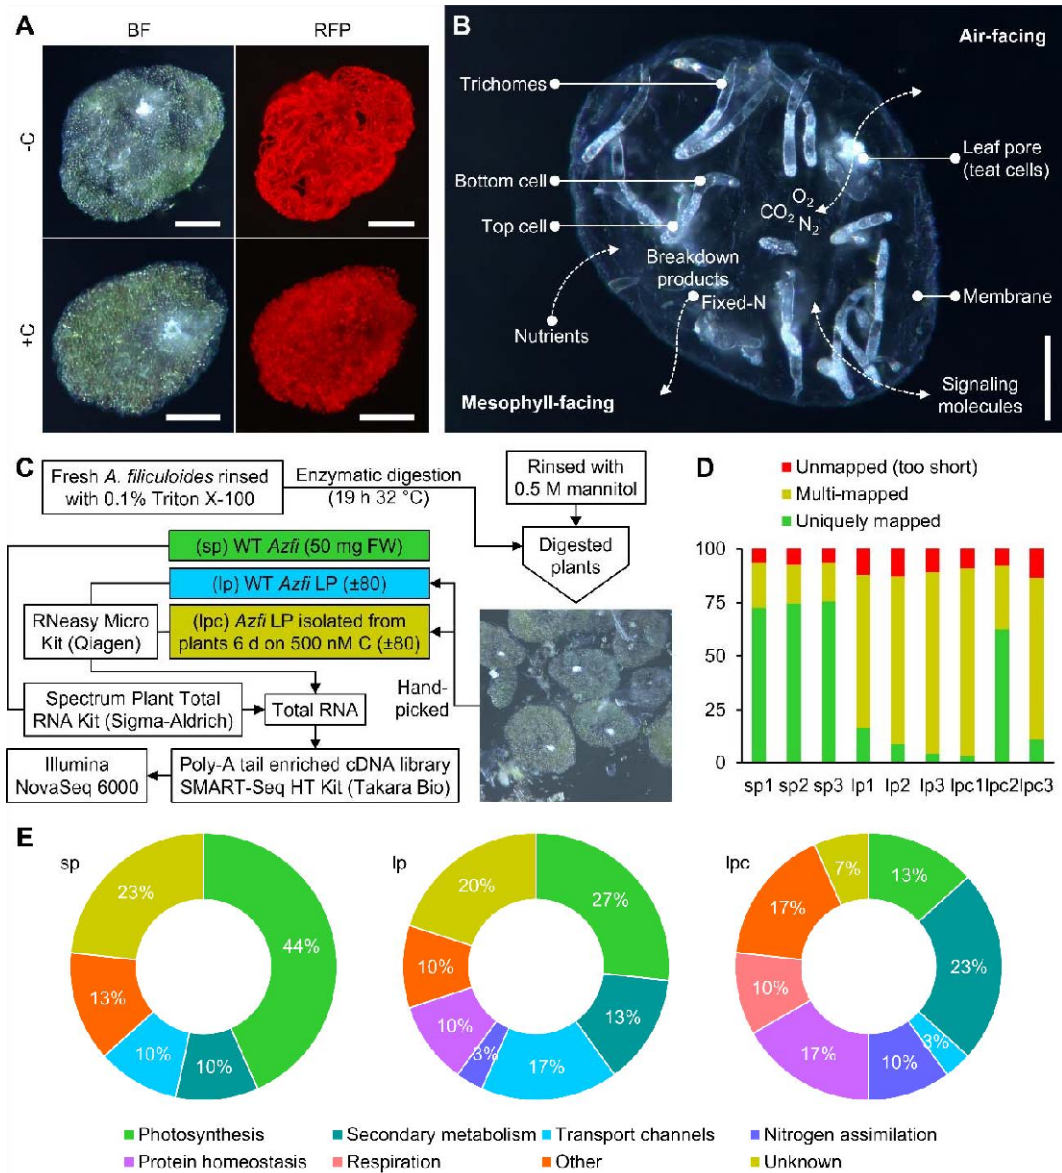 A
BF
RFP
-C
+C
B
Air-facing
Trichomes
Leaf pore
(teat cells)
Bottom cell
O2
CO2
N2
Top cell
Breakdown
products
Fixed-N
Membrane
Nutrients
Mesophyll-facing
Signaling
molecules
C
Fresh A. filiculoides rinsed
with 0.1% Triton X-100
Enzymatic digestion
(19 h 32 °C)
Rinsed with
0.5 M mannitol
Digested
plants
(sp) WT Azfi (50 mg FW)
(lp) WT Azfi LP (±80)
(lpc) Azfi LP isolated from
plants 6 d on 500 nM C (±80)
RNeasy Micro
Kit (Qiagen)
Hand-
picked
Spectrum Plant Total
RNA Kit (Sigma-Aldrich)
Total RNA
Illumina
NovaSeq 6000
Poly-A tail enriched cDNA library
SMART-Seq HT Kit (Takara Bio)
D
Unmapped (too short)
Multi-mapped
Uniquely mapped
100
75
50
25
0
sp1 sp2 sp3 lp1 lp2 lp3 lpc1 lpc2 lpc3
E
sp
23%
44%
13%
10%
10%
lp
20%
27%
10%
10%
3%
17%
13%
lpc
7%
13%
17%
23%
10%
17%
10%
3%
Photosynthesis
Secondary metabolism
Transport channels
Nitrogen assimilation
Protein homeostasis
Respiration
Other
Unknown